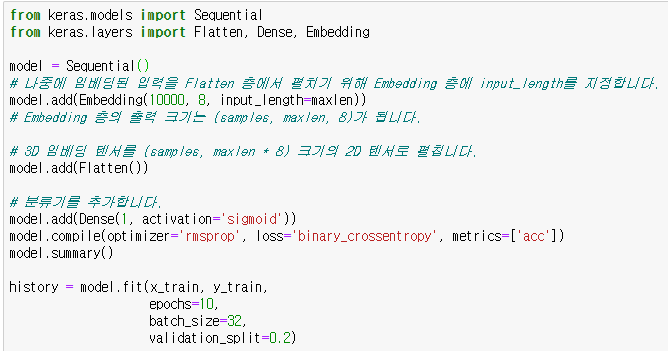 from keras.models import Sequential
from keras.layers import Flatten, Dense, Embedding
model = Sequential()
# 나중에 임베딩된 입력을 Flatten 층에서 펼치기 위해 Embedding 층에 input_length를 지정합니다.
model.add(Embedding(10000, 8, input_length=maxlen))
# Embedding 층의 출력 크기는 (samples, maxlen, 8)가 됩니다.
# 3D 임베딩 텐서를 (samples, maxlen * 8) 크기의 2D 텐서로 펼칩니다.
model.add(Flatten())
# 분류기를 추가합니다.
model.add(Dense(1, activation='sigmoid'))
model.compile(optimizer='rmsprop', loss='binary_crossentropy', metrics=['acc'])
model.summary()
history = model.fit(x_train, y_train,
epochs=10,
batch_size=32,
validation_split=0.2)